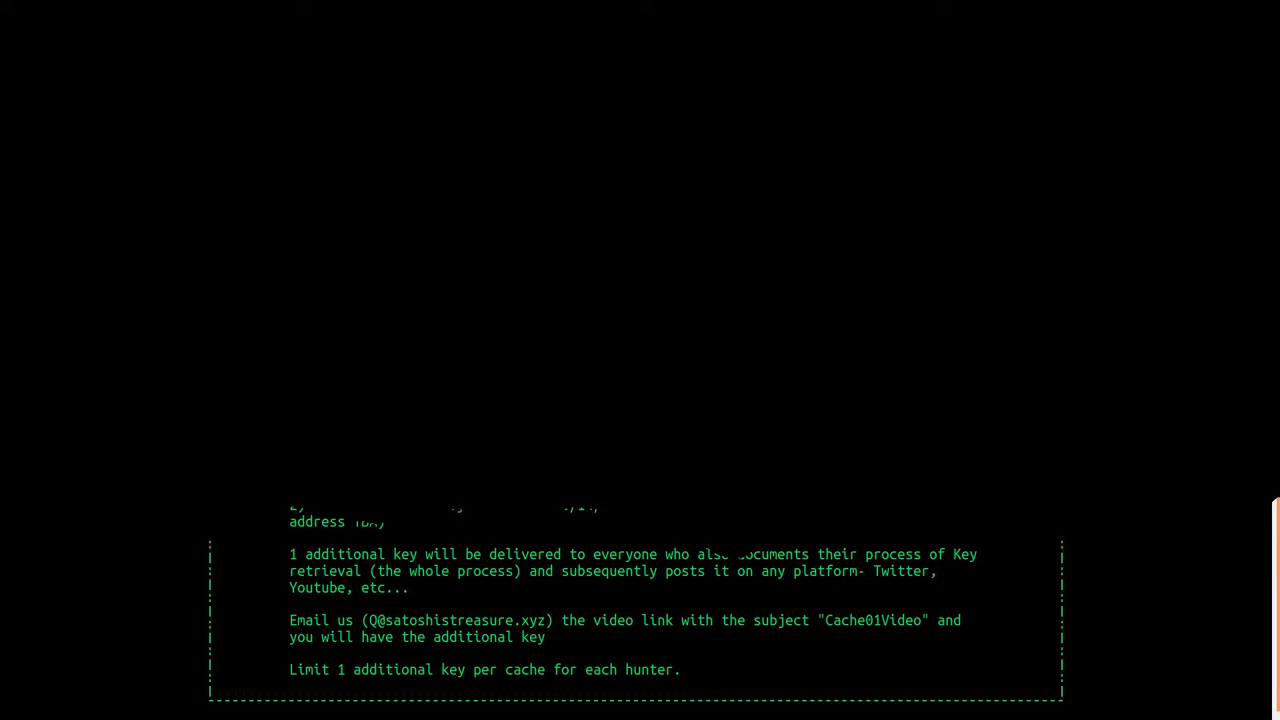 address
1 additional key will be delivered to everyone who also documents their process of Key
retrieval (the whole process) and subsequently posts it on any platform- Twitter,
Youtube, etc...
Email us (Q@satoshistreasure.xyz) the video link with the subject "Cache01Video" and
you will have the additional key
Limit 1 additional key per cache for each hunter.